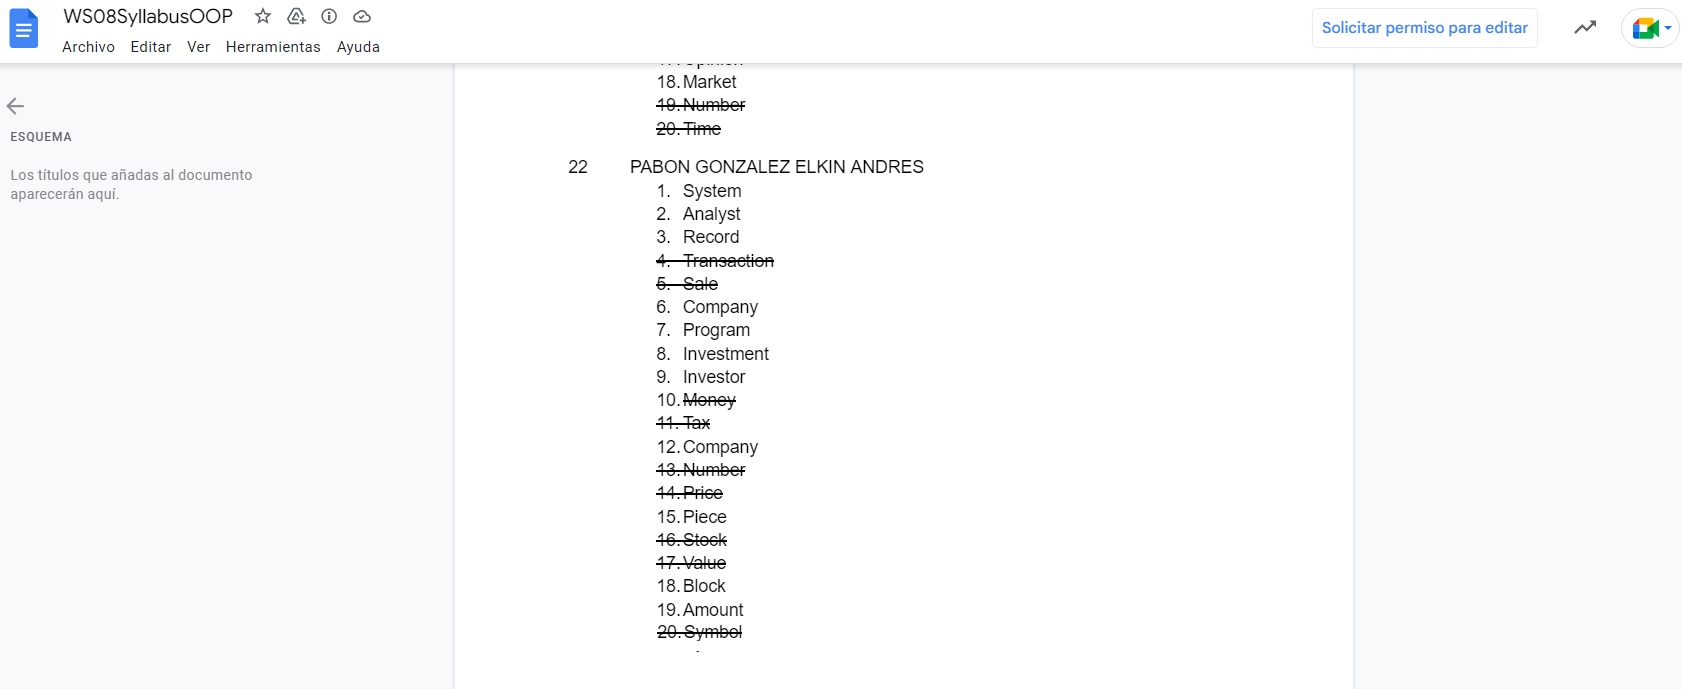 WS08SyllabusOOP
Archivo Editar Ver Herramientas Ayuda
Solicitar permiso para editar
ESQUEMA
Los títulos que añadas al documento
aparecerán aquí.
17. Opinion
18. Market
19. Number
20. Time
22 PABON GONZALEZ ELKIN ANDRES
1. System
2. Analyst
3. Record
4. Transaction
5. Sale
6. Company
7. Program
8. Investment
9. Investor
10. Money
11. Tax
12. Company
13. Number
14. Price
15. Piece
16. Stock
17. Value
18. Block
19. Amount
20. Symbol